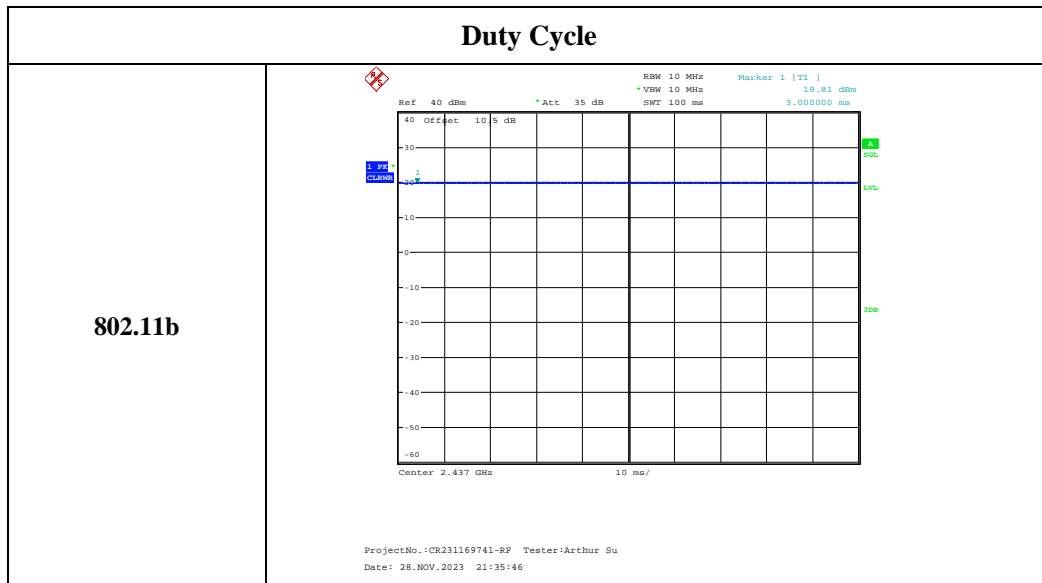 Duty Cycle
802.11b
R S
RBW 10 MHz Marker 1 [T1 ]
* VBW 10 MHz 19.81 dBm
Ref 40 dBm * Att 35 dB SWT 100 ms 3.000000 ms
40 Offset 10.5 dB
A
30
SGL
1 PK *
1
CLRWR
20
LVL
10
0
-10
3DB
-20
-30
-40
-50
-60
Center 2.437 GHz 10 ms/
ProjectNo.:CR231169741-RF Tester:Arthur Su
Date: 28.NOV.2023 21:35:46